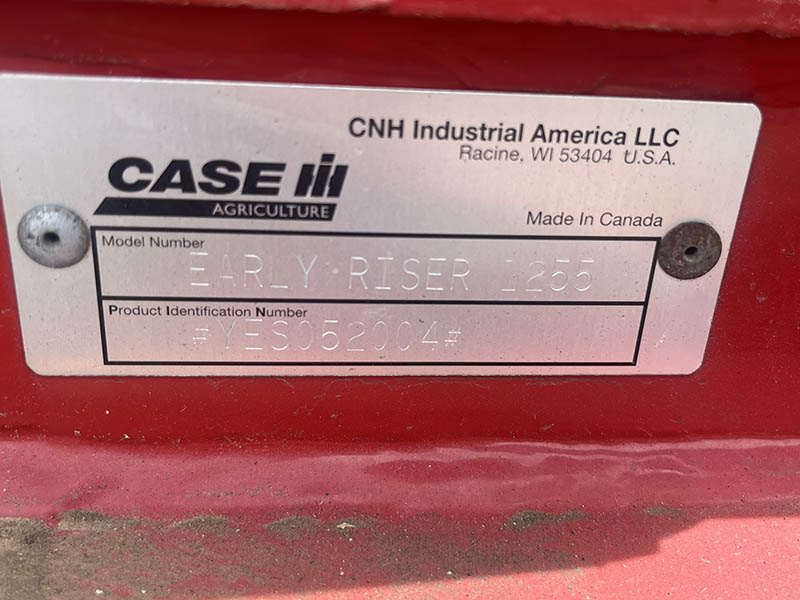 CNH Industrial America LLC
Racine, WI 53404 U.S.A.
CASE IH
AGRICULTURE
Made In Canada
Model Number
EARLY RISER 1255
Product Identification Number
#YES052004#